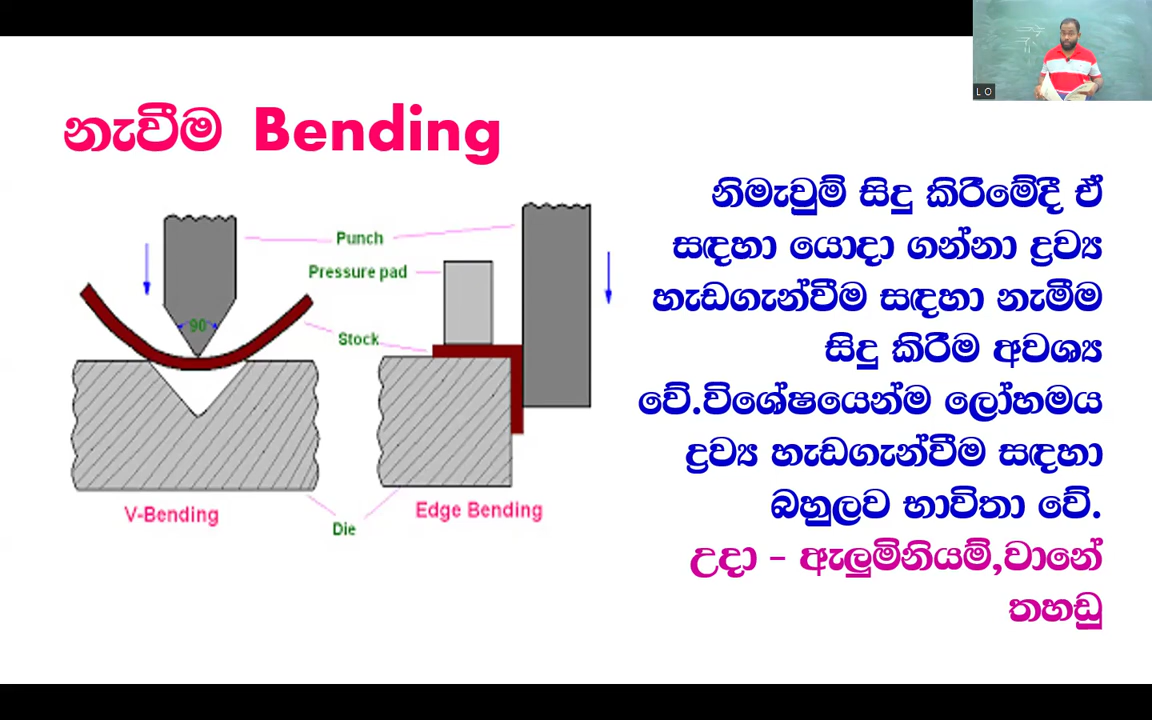 L O
නැවීම Bending
නිමැවුම් සිදු කිරීමේදී ඒ
සඳහා යොදා ගන්නා ද්‍රව්‍ය
හැඩගැන්වීම සඳහා නැමීම
සිදු කිරීම අවශ්‍ය
වේ.විශේෂයෙන්ම ලෝහමය
ද්‍රව්‍ය හැඩගැන්වීම සඳහා
බහුලව භාවිතා වේ.
උදා - ඇලුමිනියම්,වානේ
තහඩු
Punch
Pressure pad
90
Stock
V-Bending
Edge Bending
Die